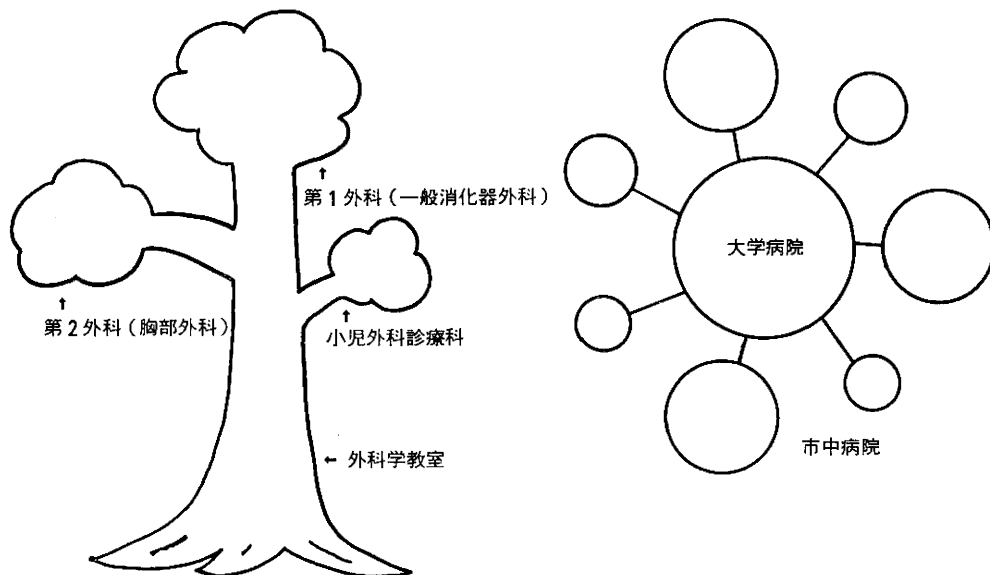 第1外科（一般消化器外科）
第2外科（胸部外科）
小児外科診療科
外科学教室
大学病院
市中病院